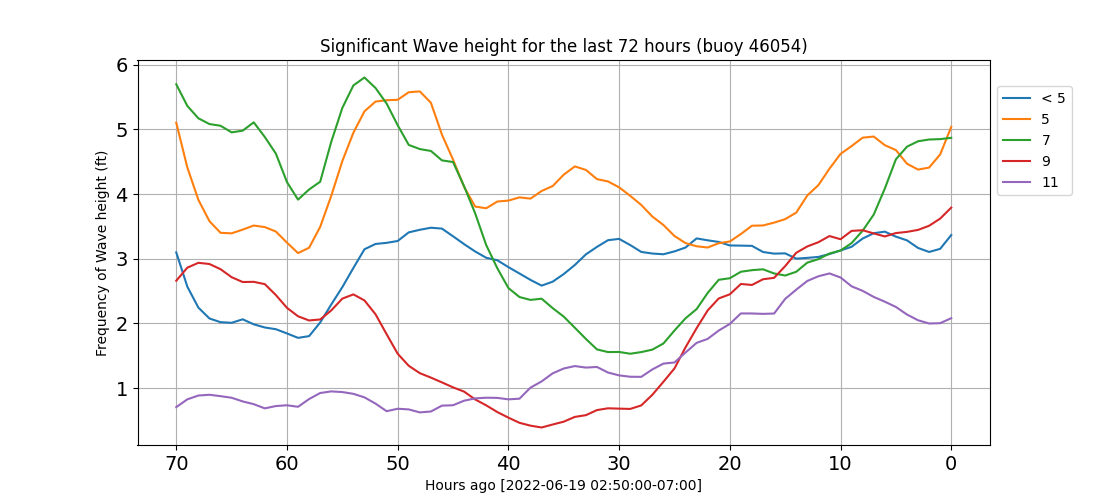 Significant Wave height for the last 72 hours (buoy 46054)
Frequency of Wave height (ft)
6
5
4
3
2
1
70 60 50 40 30 20 10 0
Hours ago [2022-06-19 02:50:00-07:00]
< 5
5
7
9
11